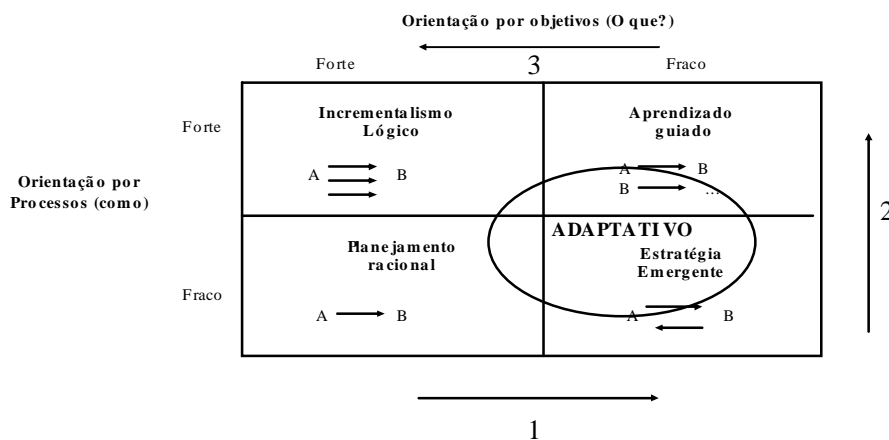 Orientação por objetivos (O que?)
Forte 3 Fraco
Forte
Incrementalismo
Lógico
Aprendizado
guiado
A B
A B
B ...
Orientação por
Processos (como)
2
ADAPTATIVO
Planejamento
racional
Estratégia
Emergente
Fraco
A B
A B
1